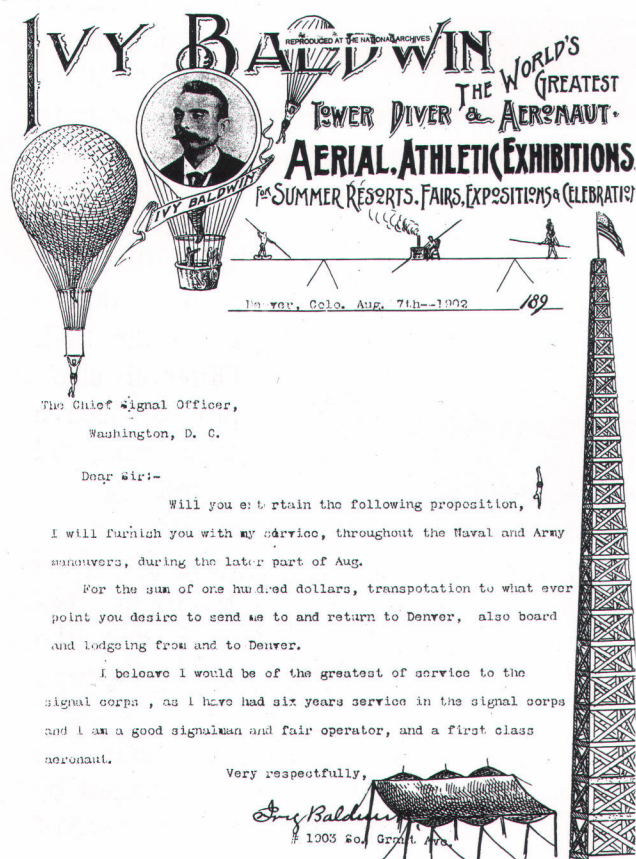 IVY BALDWIN
REPRODUCED AT THE NATIONAL ARCHIVES
THE WORLD'S
GREATEST
TOWER DIVER & AERONAUT.
AERIAL, ATHLETIC EXHIBITIONS
FOR SUMMER RESORTS. FAIRS, EXPOSITIONS & CELEBRATIO
IVY BALDWIN
Denver, Colo. Aug. 7th--1902 189
The Chief Signal Officer,
Washington, D. C.
Dear Sir:-
Will you entertain the following proposition,
I will furnish you with my service, throughout the Naval and Army
manouvers, during the later part of Aug.
For the sum of one hundred dollars, transpotation to what ever
point you desire to send me to and return to Denver, also board
and lodgeing from and to Denver.
I beleave I would be of the greatest of service to the
signal corps , as I have had six years service in the signal corps
and I am a good signalman and fair operator, and a first class
aeronaut.
Very respectfully,
Ivy Baldwin
# 1903 So. Grant Ave.